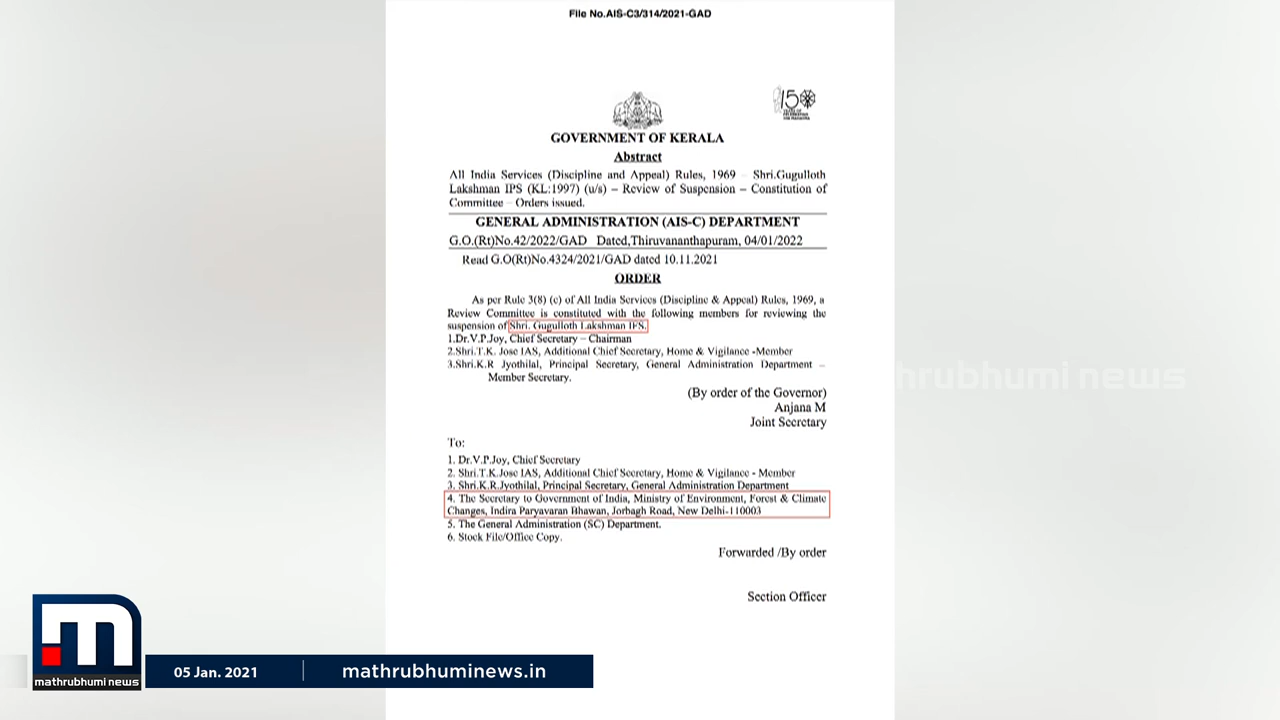 File No.AIS-C3/314/2021-GAD
150
YEARS OF
CELEBRATING
THE MAHATMA
GOVERNMENT OF KERALA
Abstract
All India Services (Discipline and Appeal) Rules, 1969 – Shri.Gugulloth
Lakshman IPS (KL:1997) (u/s) – Review of Suspension – Constitution of
Committee – Orders issued.
GENERAL ADMINISTRATION (AIS-C) DEPARTMENT
G.O.(Rt)No.42/2022/GAD Dated,Thiruvananthapuram, 04/01/2022
Read G.O(Rt)No.4324/2021/GAD dated 10.11.2021
ORDER
As per Rule 3(8) (c) of All India Services (Discipline & Appeal) Rules, 1969, a
Review Committee is constituted with the following members for reviewing the
suspension of Shri. Gugulloth Lakshman IFS.
1.Dr.V.P.Joy, Chief Secretary – Chairman
2.Shri.T.K. Jose IAS, Additional Chief Secretary, Home & Vigilance -Member
3.Shri.K.R Jyothilal, Principal Secretary, General Administration Department –
Member Secretary.
(By order of the Governor)
Anjana M
Joint Secretary
To:
1. Dr.V.P.Joy, Chief Secretary
2. Shri.T.K.Jose IAS, Additional Chief Secretary, Home & Vigilance - Member
3. Shri.K.R.Jyothilal, Principal Secretary, General Administration Department
4. The Secretary to Government of India, Ministry of Environment, Forest & Climate
Changes, Indira Paryavaran Bhawan, Jorbagh Road, New Delhi-110003
5. The General Administration (SC) Department.
6. Stock File/Office Copy.
Forwarded /By order
Section Officer
hrubhumi news
mathrubhumi news
05 Jan. 2021
mathrubhuminews.in